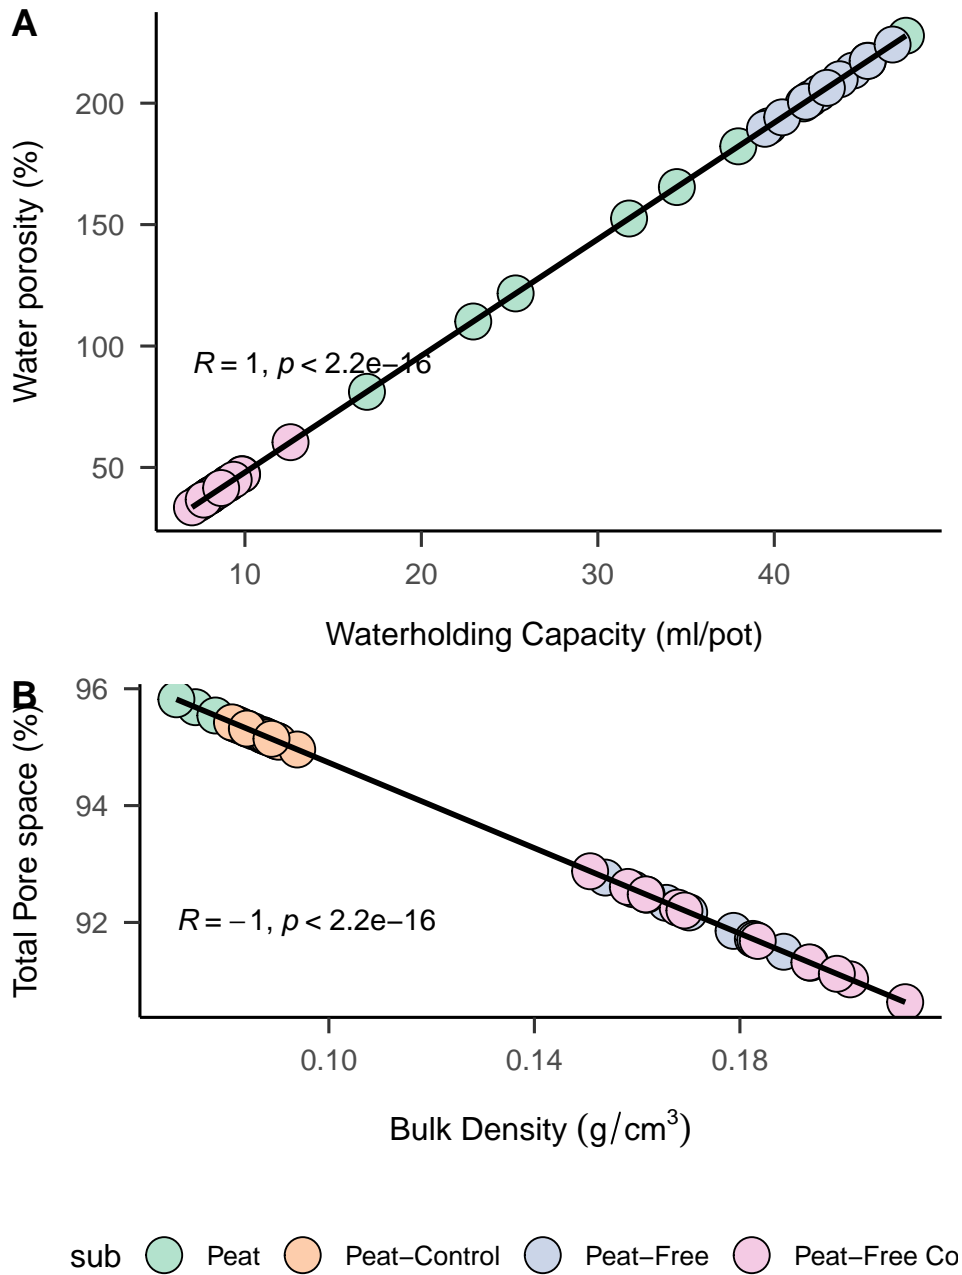 A
Water porosity (%)
200
150
100
50
R = 1, p < 2.2e−16
10 20 30 40
Waterholding Capacity (ml/pot)
B
Total Pore space (%)
96
94
92
R = −1, p < 2.2e−16
0.10 0.14 0.18
Bulk Density (g/cm³)
sub Peat Peat−Control Peat−Free Peat−Free Co